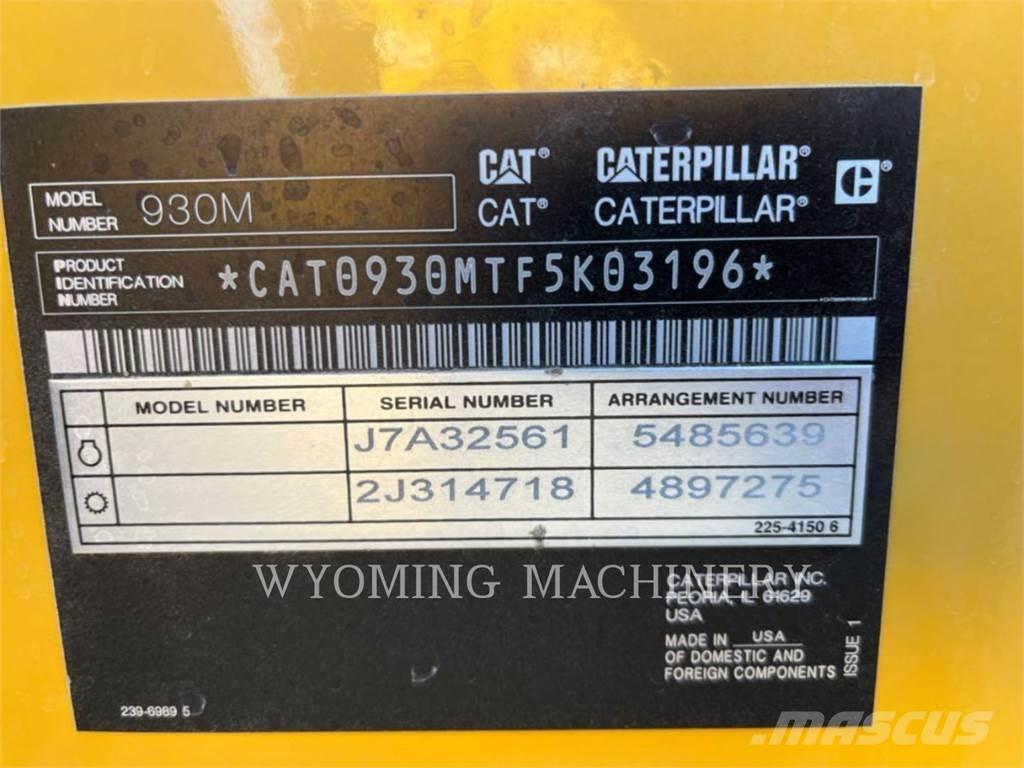 CAT® CATERPILLAR®
CAT® CATERPILLAR®
MODEL
NUMBER 930M
PRODUCT
IDENTIFICATION
NUMBER *CAT0930MTF5K03196*
MODEL NUMBER SERIAL NUMBER ARRANGEMENT NUMBER
J7A32561 5485639
2J314718 4897275
225-4150 6
WYOMING MACHINERY
CATERPILLAR INC.
PEORIA, IL 61629
USA
MADE IN USA
OF DOMESTIC AND
FOREIGN COMPONENTS
ISSUE 1
239-6989 5
MASCUS